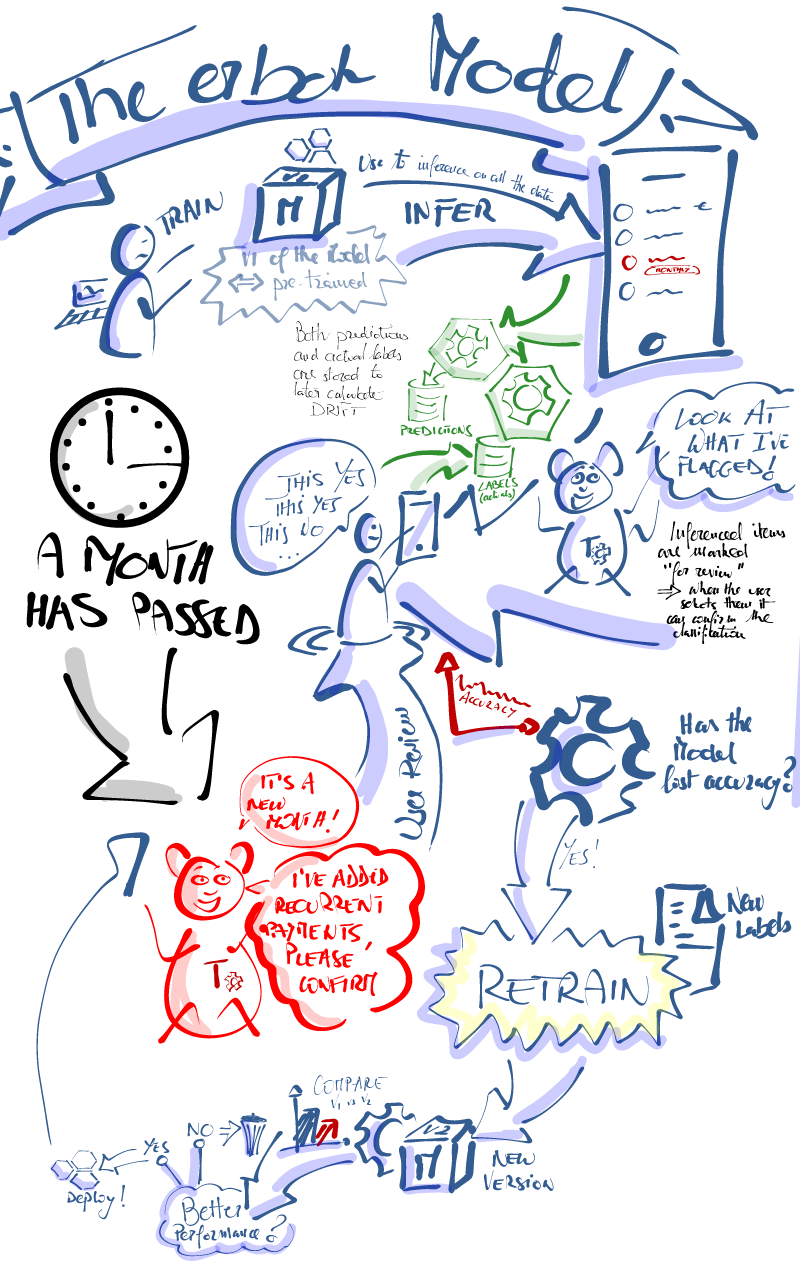 The erbok Model
TRAIN
M
Use to inference on all the data
INFER
V1 of the Model
⇔ pre-trained
MONTHLY
Both predictions
and actual labels
are stored to
later calculate
DRIFT
PREDICTIONS
LABELS
(actuals)
LOOK AT
WHAT I'VE
FLAGGED!
THIS YES
THIS YES
THIS NO
...
T
Inferenced items
are marked
"for review"
⇒ when the user
selects them it
can confirm the
classification
A MONTH
HAS PASSED
User Review
ACCURACY
Has the
Model
lost accuracy?
YES!
IT'S A
NEW
MONTH!
I'VE ADDED
RECURRENT
PAYMENTS,
PLEASE
CONFIRM
T
New
Labels
RETRAIN
COMPARE
V1 vs V2
V2
M
NEW
VERSION
NO ⇒
YES
Deploy!
Better
Performance?